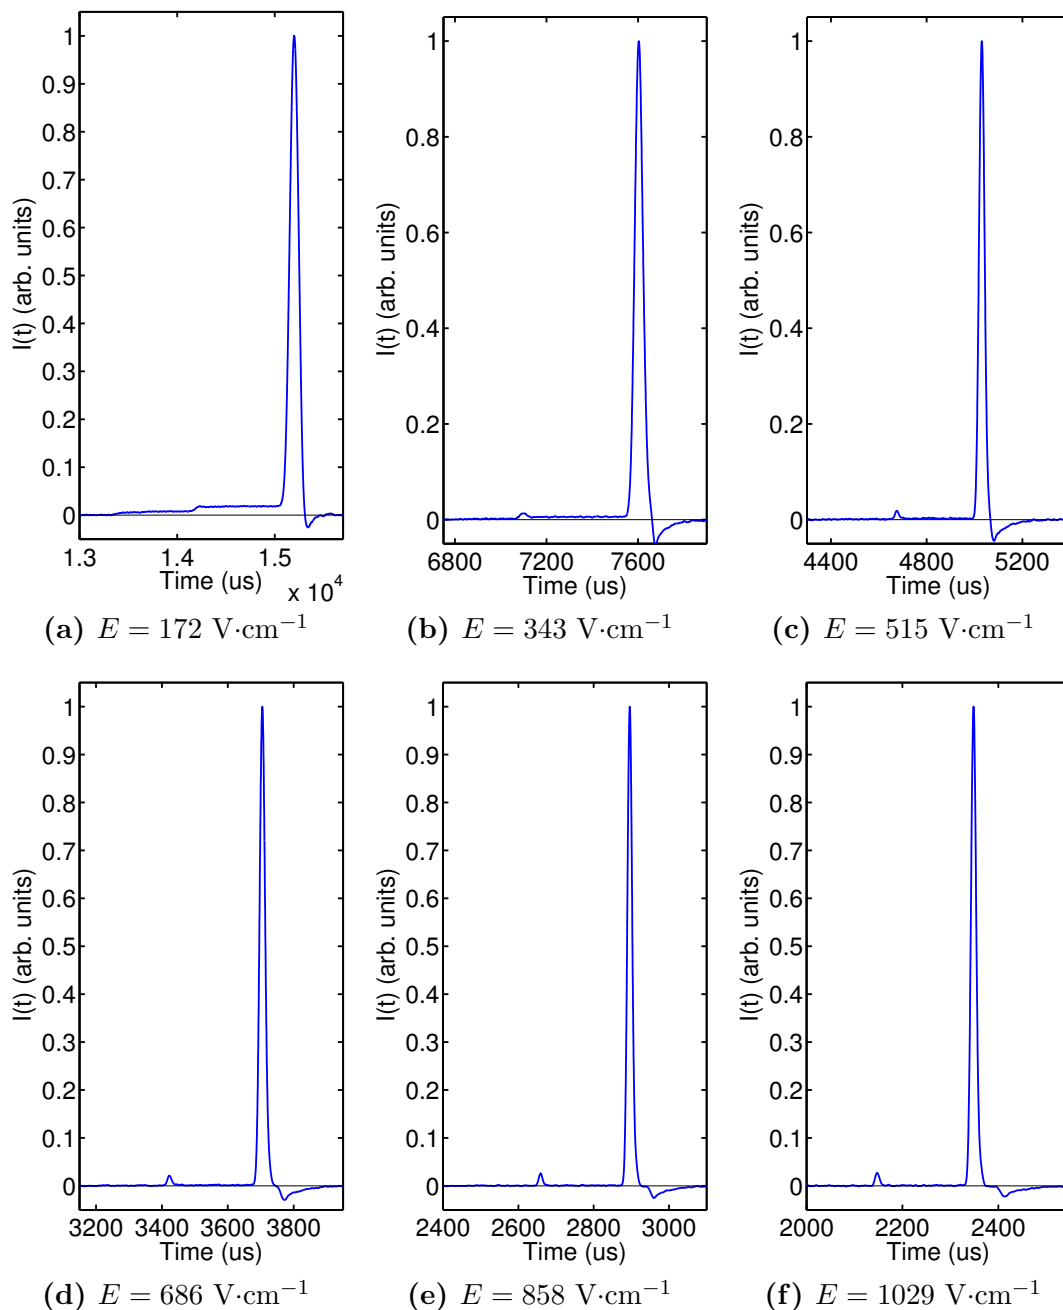 1
0.9
0.8
0.7
0.6
0.5
0.4
0.3
0.2
0.1
0
I(t) (arb. units)
1.3 1.4 1.5
Time (us)
x 10^4
(a) E = 172 V·cm⁻¹
1
0.8
0.6
0.4
0.2
0
I(t) (arb. units)
6800 7200 7600
Time (us)
(b) E = 343 V·cm⁻¹
1
0.8
0.6
0.4
0.2
0
I(t) (arb. units)
4400 4800 5200
Time (us)
(c) E = 515 V·cm⁻¹
1
0.9
0.8
0.7
0.6
0.5
0.4
0.3
0.2
0.1
0
I(t) (arb. units)
3200 3400 3600 3800
Time (us)
(d) E = 686 V·cm⁻¹
1
0.9
0.8
0.7
0.6
0.5
0.4
0.3
0.2
0.1
0
I(t) (arb. units)
2400 2600 2800 3000
Time (us)
(e) E = 858 V·cm⁻¹
1
0.9
0.8
0.7
0.6
0.5
0.4
0.3
0.2
0.1
0
I(t) (arb. units)
2000 2200 2400
Time (us)
(f) E = 1029 V·cm⁻¹